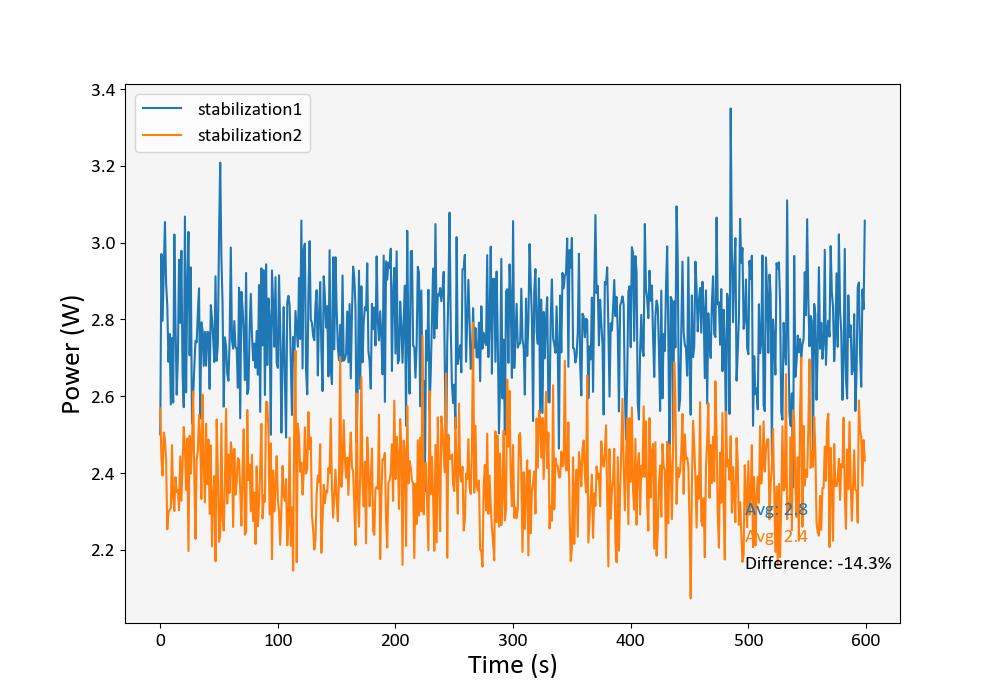 3.4
3.2
3.0
2.8
2.6
2.4
2.2
Power (W)
stabilization1
stabilization2
Avg: 2.8
Avg: 2.4
Difference: -14.3%
0 100 200 300 400 500 600
Time (s)